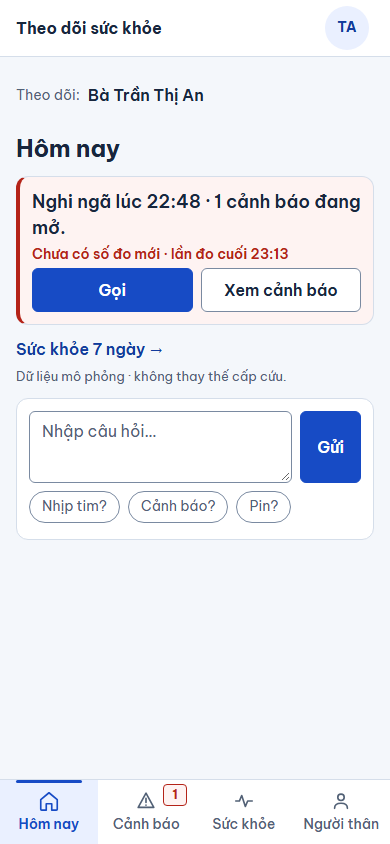 Theo dõi sức khỏe
TA
Theo dõi: Bà Trần Thị An
Hôm nay
Nghi ngã lúc 22:48 · 1 cảnh báo đang
mở.
Chưa có số đo mới · lần đo cuối 23:13
Gọi
Xem cảnh báo
Sức khỏe 7 ngày →
Dữ liệu mô phỏng · không thay thế cấp cứu.
Nhập câu hỏi...
Gửi
Nhịp tim?
Cảnh báo?
Pin?
1
Hôm nay
Cảnh báo
Sức khỏe
Người thân